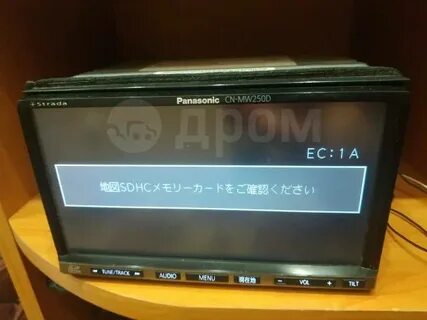 Strada
Panasonic CN-MW250D
дром
EC:1A
地図SDHCメモリーカードをご確認ください
TUNE/TRACK AUDIO MENU 現在地 - VOL + TILT